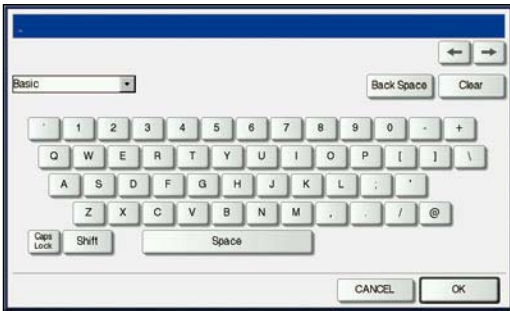 _
← →
Basic Back Space Clear
` 1 2 3 4 5 6 7 8 9 0 - +
Q W E R T Y U I O P [ ] \
A S D F G H J K L ; '
Z X C V B N M , . / @
Caps Lock Shift Space
CANCEL OK